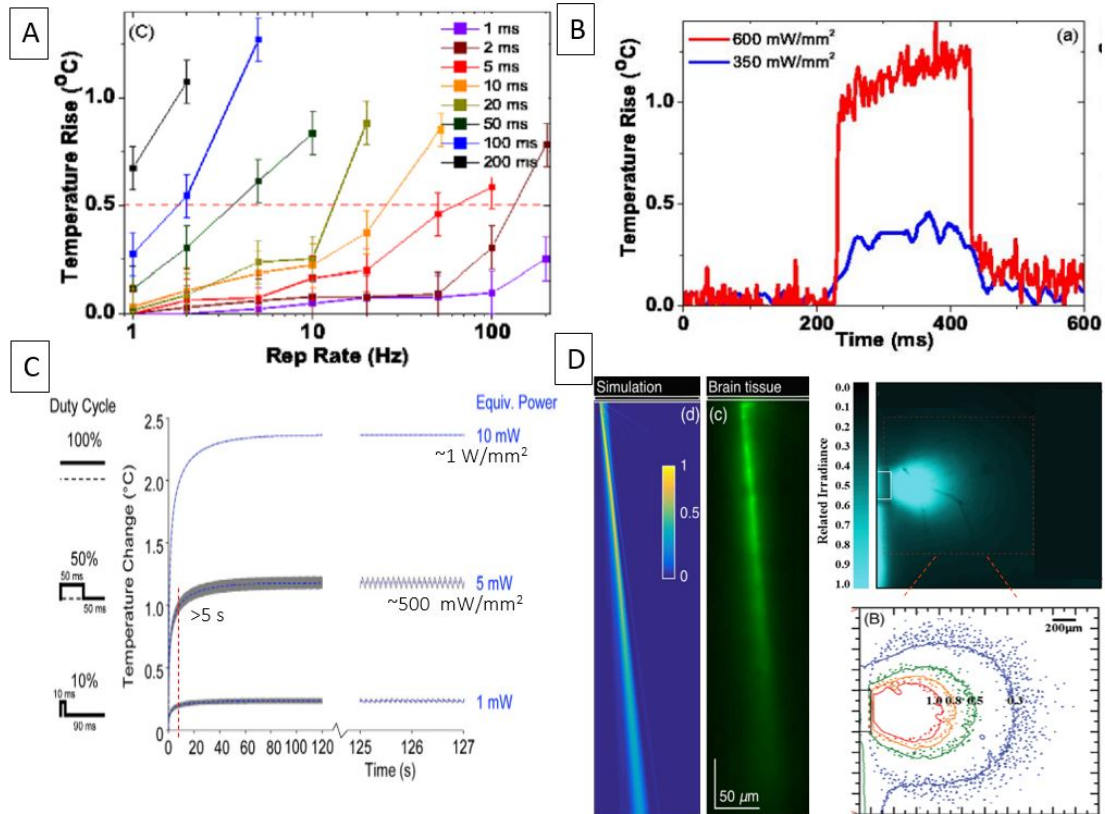 A
(C)
Temperature Rise (°C)
1.0
0.5
0.0
1
10
100
Rep Rate (Hz)
1 ms
2 ms
5 ms
10 ms
20 ms
50 ms
100 ms
200 ms
B
(a)
600 mW/mm²
350 mW/mm²
Temperature Rise (°C)
1.0
0.5
0.0
0
200
400
600
Time (ms)
C
Duty Cycle
100%
50%
50 ms
50 ms
10%
10 ms
90 ms
Temperature Change (°C)
2.5
2.0
1.5
1.0
0.5
0
0 20 40 60 80 100 120
125 126 127
Time (s)
>5 s
Equiv. Power
10 mW
~1 W/mm²
5 mW
~500 mW/mm²
1 mW
D
Simulation
(d)
1
0.5
0
Brain tissue
(c)
50 µm
Related Irradiance
0.0
0.1
0.2
0.3
0.4
0.5
0.6
0.7
0.8
0.9
1.0
(B)
200µm
1.0 0.8 0.5 0.3